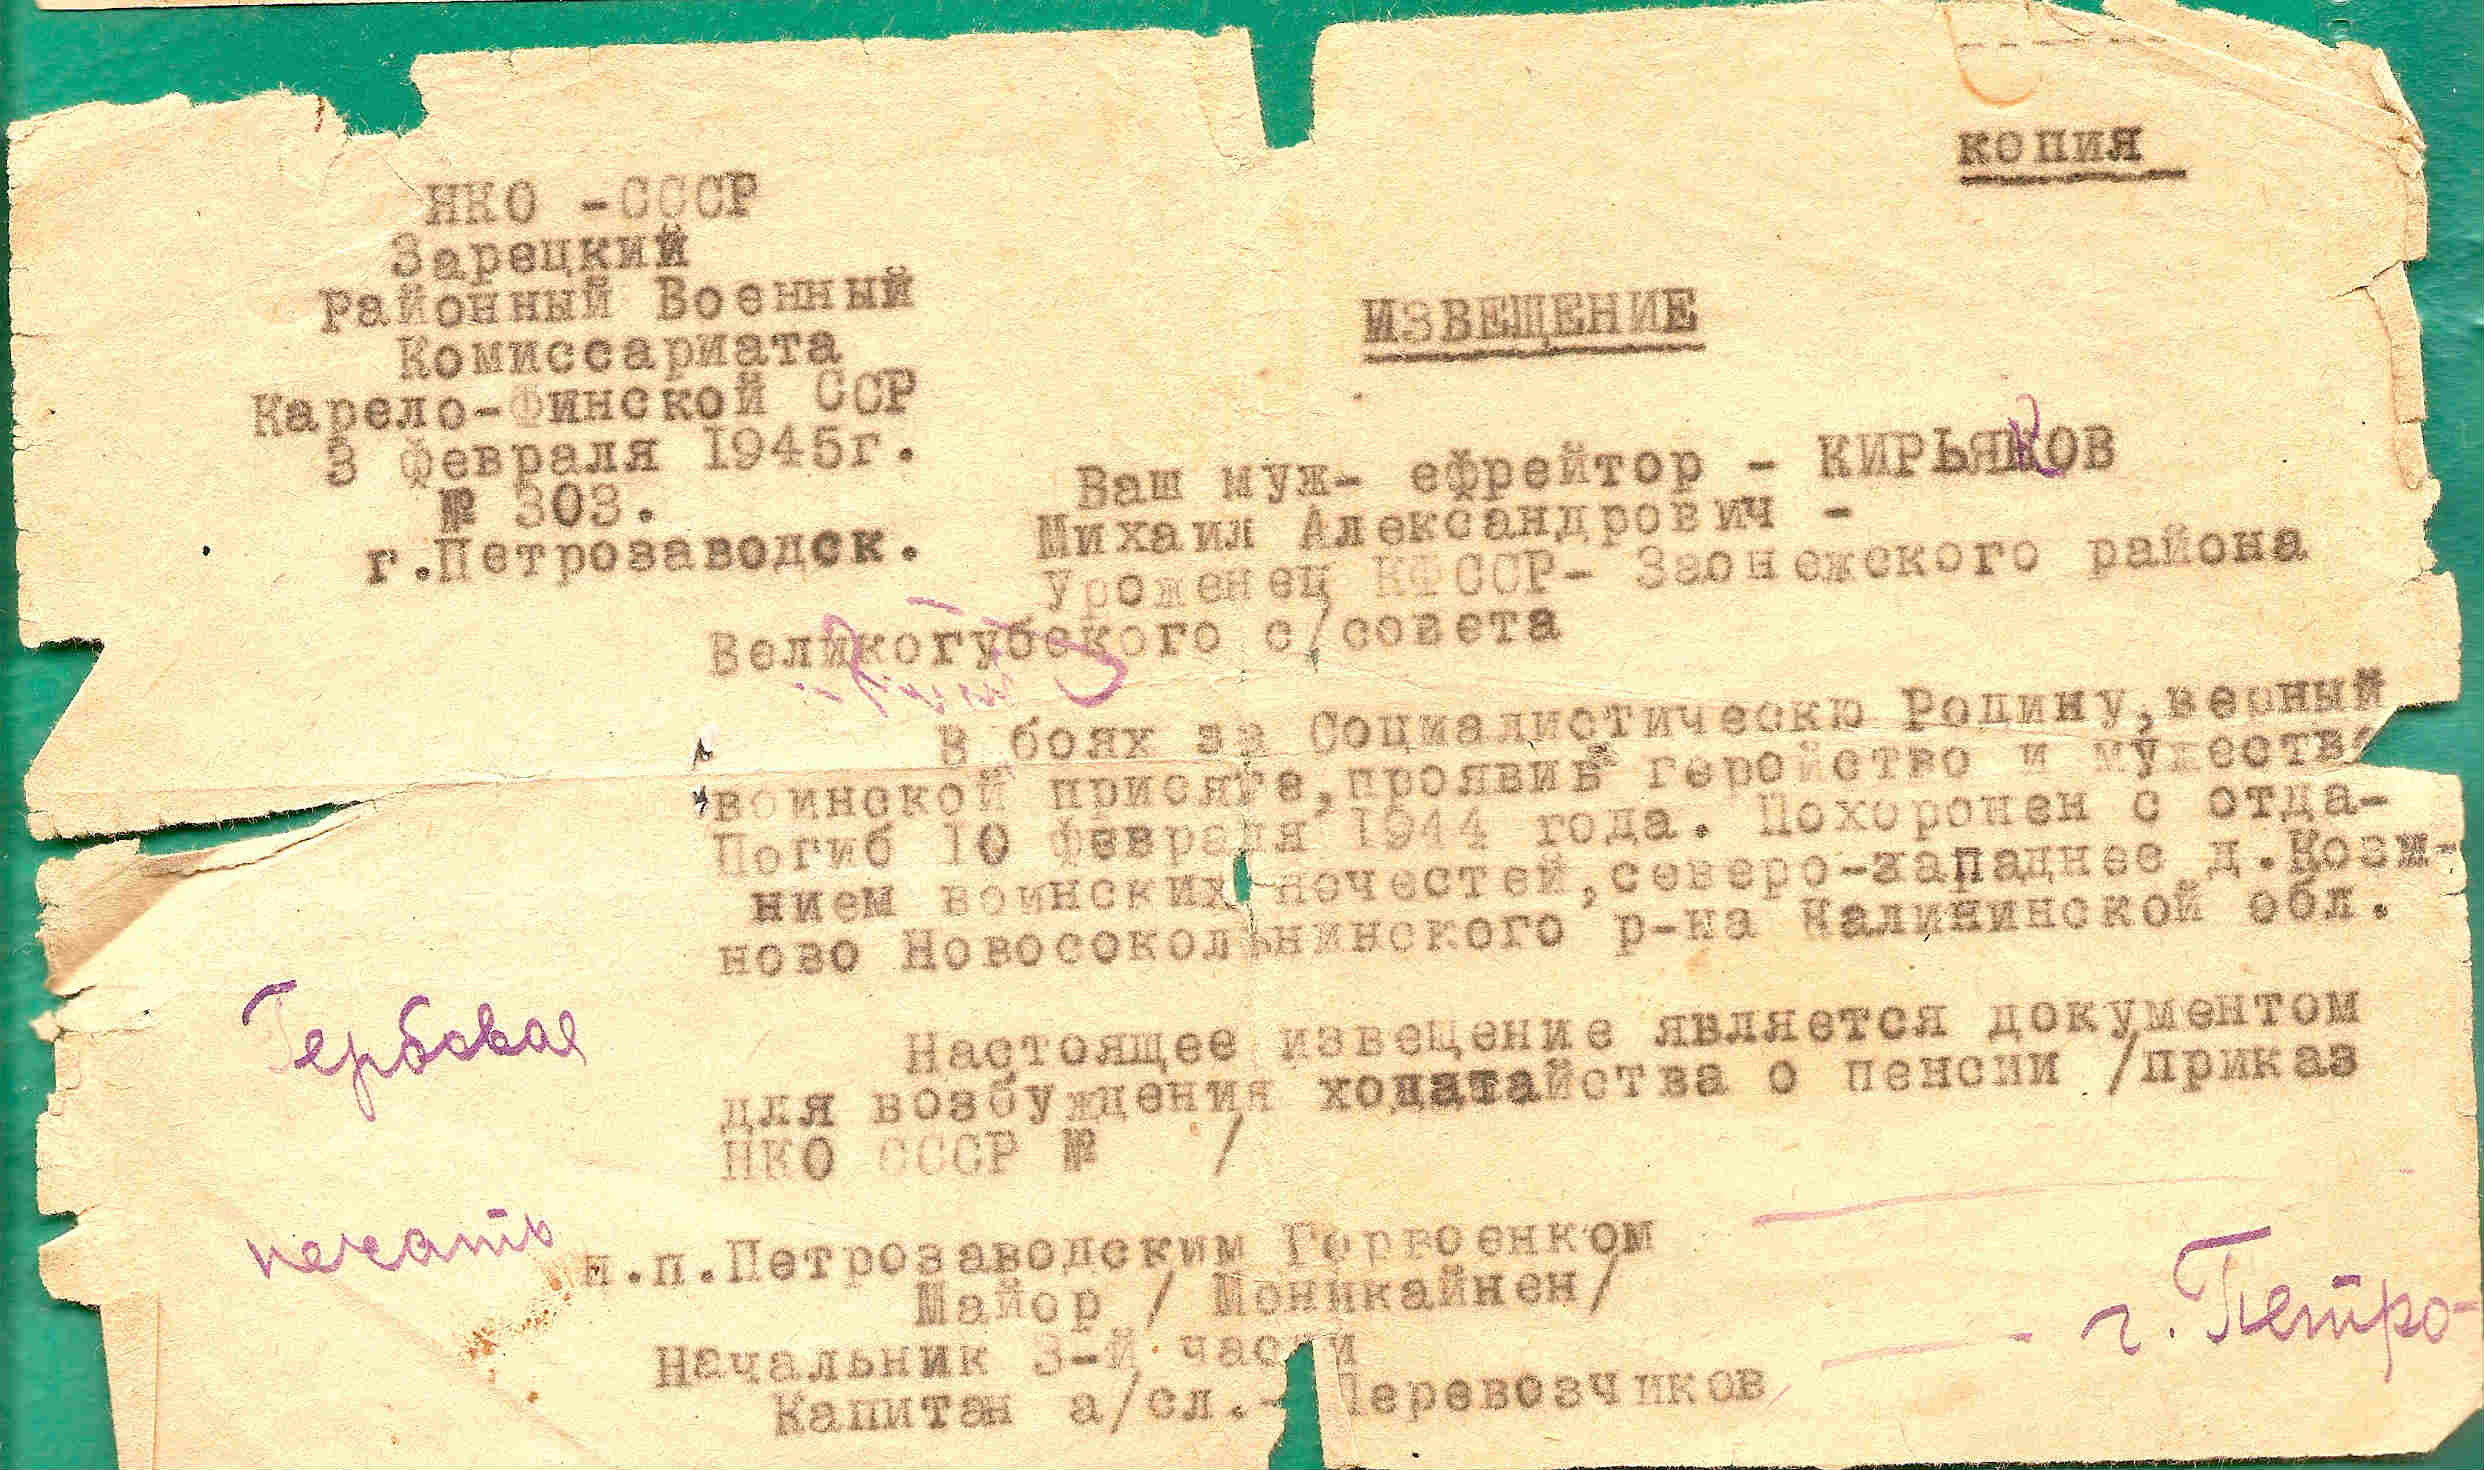 КОПИЯ
НКО -СССР
Зарецкий
Районный Военный
Комиссариата
Карело-Финской ССР
3 февраля 1945г.
№ 303.
г.Петрозаводск.
ИЗВЕЩЕНИЕ
Ваш муж- ефрейтор - КИРЬЯКОВ
Михаил Александрович -
уроженец КФССР- Заонежского района
Великогубского с/совета
В боях за Социалистическю Родину,верный
воинской присяге,проявив геройство и мужество
Погиб 10 февраля 1944 года. Похоронен с отда-
нием воинских почестей,северо-западнее д.Кози-
ново Новосокольнинского р-на Калининской обл.
Настоящее извещение является документом
для возбуждения ходатайства о пенсии /приказ
НКО СССР № /
Гербовая
печать
п.п.Петрозаводским Горвоенком
Майор / Моникайнен/
Начальник 3-й части
Капитан а/сл.- Перевозчиков
г. Петро-